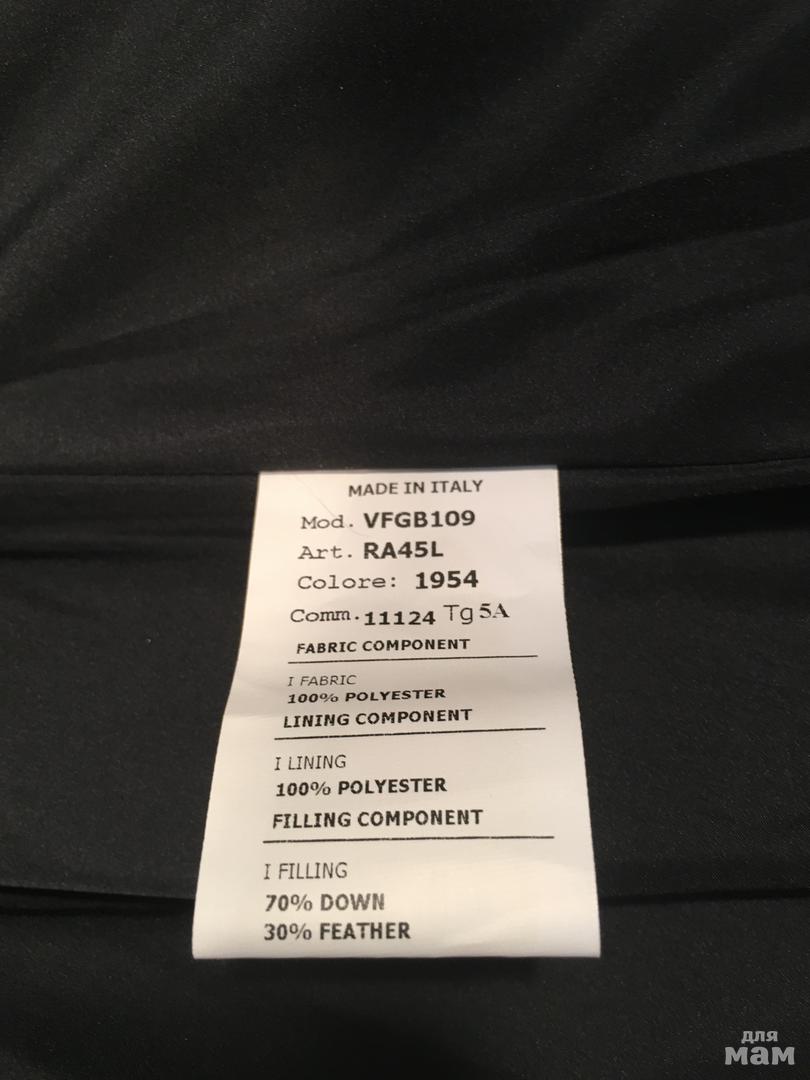 MADE IN ITALY
Mod. VFGB109
Art. RA45L
Colore: 1954
Comm. 11124 Tg 5A
FABRIC COMPONENT
I FABRIC
100% POLYESTER
LINING COMPONENT
I LINING
100% POLYESTER
FILLING COMPONENT
I FILLING
70% DOWN
30% FEATHER
для
мам